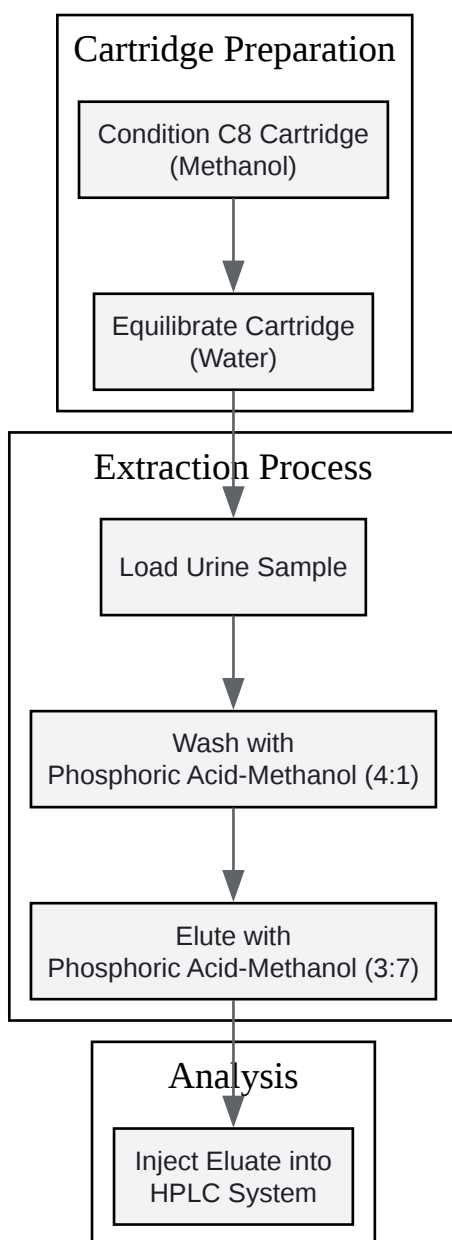 Cartridge Preparation
Condition C8 Cartridge
(Methanol)
Equilibrate Cartridge
(Water)
Extraction Process
Load Urine Sample
Wash with
Phosphoric Acid-Methanol (4:1)
Elute with
Phosphoric Acid-Methanol (3:7)
Analysis
Inject Eluate into
HPLC System